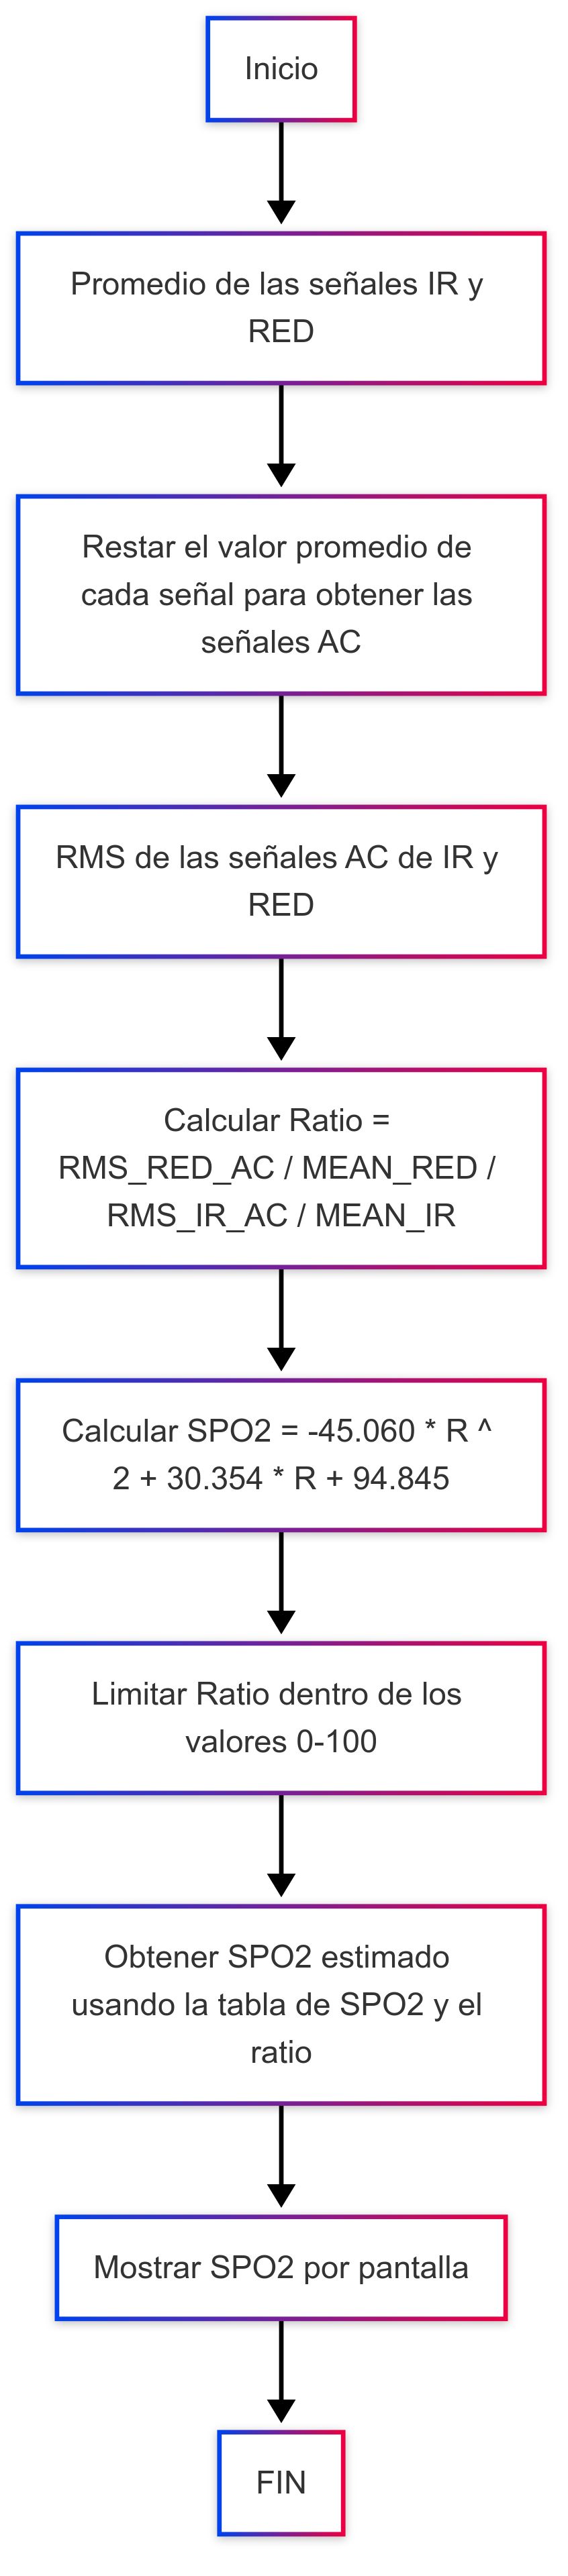 Inicio
Promedio de las señales IR y
RED
Restar el valor promedio de
cada señal para obtener las
señales AC
RMS de las señales AC de IR y
RED
Calcular Ratio =
RMS_RED_AC / MEAN_RED /
RMS_IR_AC / MEAN_IR
Calcular SPO2 = -45.060 * R ^
2 + 30.354 * R + 94.845
Limitar Ratio dentro de los
valores 0-100
Obtener SPO2 estimado
usando la tabla de SPO2 y el
ratio
Mostrar SPO2 por pantalla
FIN